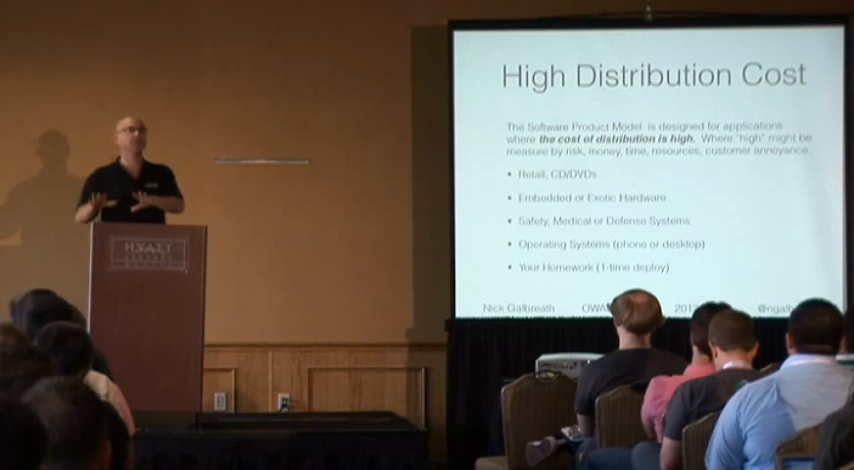 High Distribution Cost
The Software Product Model is designed for applications
where the cost of distribution is high. Where "high" might be
measure by risk, money, time, resources, customer annoyance.
• Retail, CD/DVDs
• Embedded or Exotic Hardware
• Safety, Medical or Defense Systems
• Operating Systems (phone or desktop)
• Your Homework (1-time deploy)
Nick Galbreath
HYATT